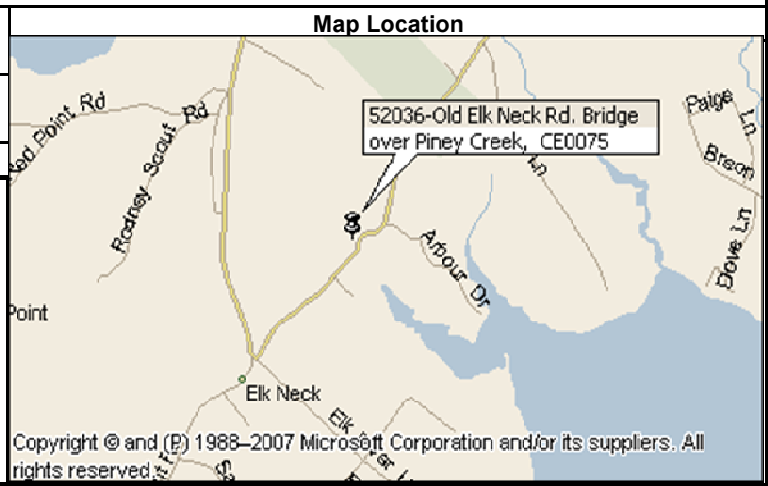 Map Location
52036-Old Elk Neck Rd. Bridge
over Piney Creek, CE0075
Red Point Rd
Rodney Scout Rd
Paige Ln
Ln
Dove Ln
Arbour Dr
Point
Elk Neck
Elk
Copyright © and (P) 1988–2007 Microsoft Corporation and/or its suppliers. All
rights reserved.